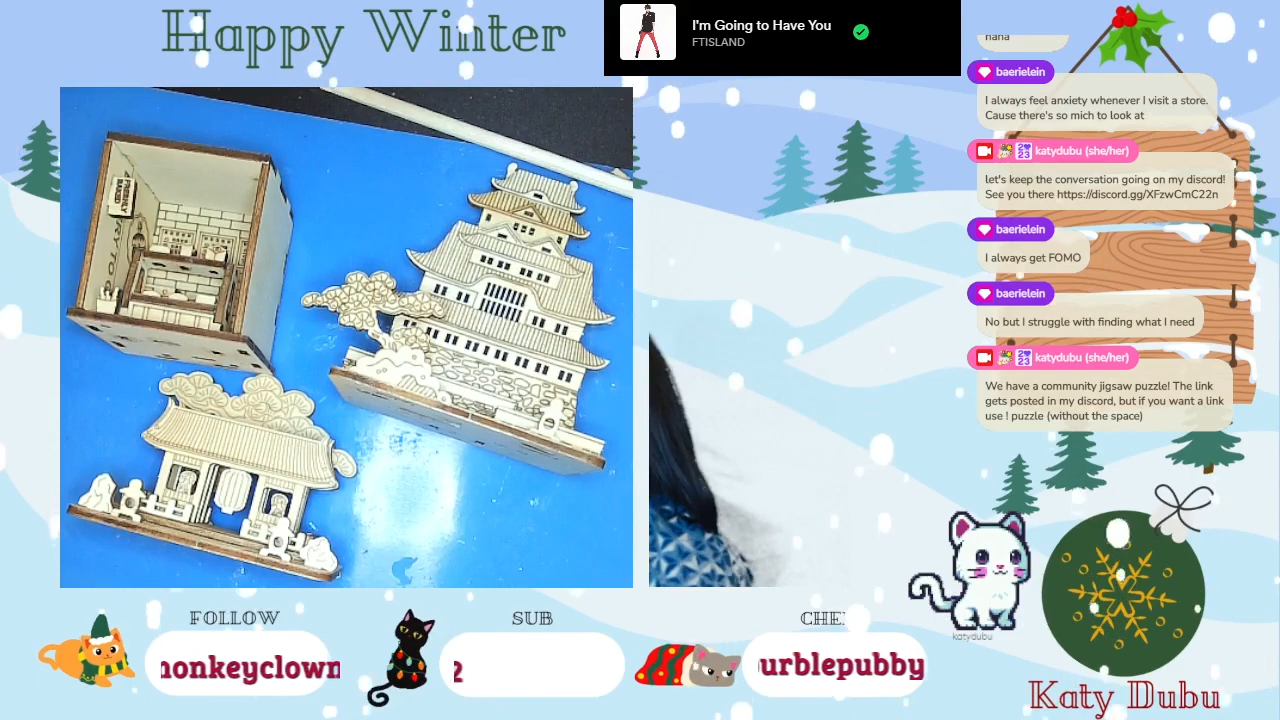 Happy Winter
I'm Going to Have You
FTISLAND
baerielein
I always feel anxiety whenever I visit a store.
Cause there's so mich to look at
katydubu (she/her)
let's keep the conversation going on my discord!
See you there https://discord.gg/XFzwCmC22n
baerielein
I always get FOMO
baerielein
No but I struggle with finding what I need
katydubu (she/her)
We have a community jigsaw puzzle! The link
gets posted in my discord, but if you want a link
use ! puzzle (without the space)
FOLLOW
SUB
katydubu
Katy Dubu